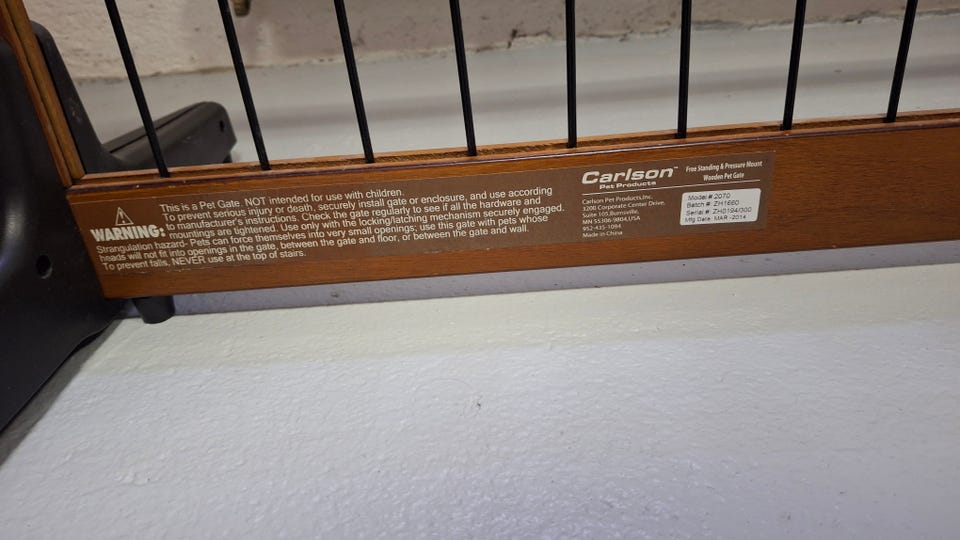 This is a Pet Gate. NOT intended for use with children.
To prevent serious injury or death, securely install gate or enclosure, and use according
to manufacturer's instructions. Check the gate regularly to see if all the hardware and
WARNING: mountings are tightened. Use only with the locking/latching mechanism securely engaged.
Strangulation hazard- Pets can force themselves into very small openings; use this gate with pets whose
heads will not fit into openings in the gate, between the gate and floor, or between the gate and wall.
To prevent falls, NEVER use at the top of stairs.
Carlson™
Pet Products
Carlson Pet Products,Inc.
3200 Corporate Center Drive,
Suite 105,Burnsville,
MN 55306-9804,USA
952-435-1094
Made in China
Free Standing & Pressure Mount
Wooden Pet Gate
Model # 2070
Batch #: ZH1660
Serial #: ZH0194/300
Mfg Date: MAR -2014